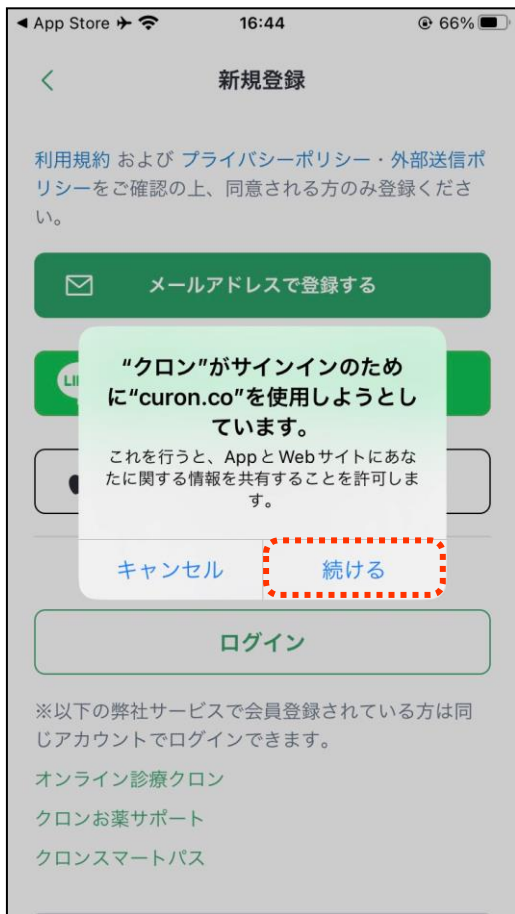 App Store
16:44
66%
新規登録
利用規約 および プライバシーポリシー・外部送信ポ
リシーをご確認の上、同意される方のみ登録くださ
い。
メールアドレスで登録する
LI
“クロン”がサインインのため
に“curon.co”を使用しようとし
ています。
これを行うと、AppとWebサイトにあな
たに関する情報を共有することを許可しま
す。
キャンセル
続ける
ログイン
※以下の弊社サービスで会員登録されている方は同
じアカウントでログインできます。
オンライン診療クロン
クロンお薬サポート
クロンスマートパス